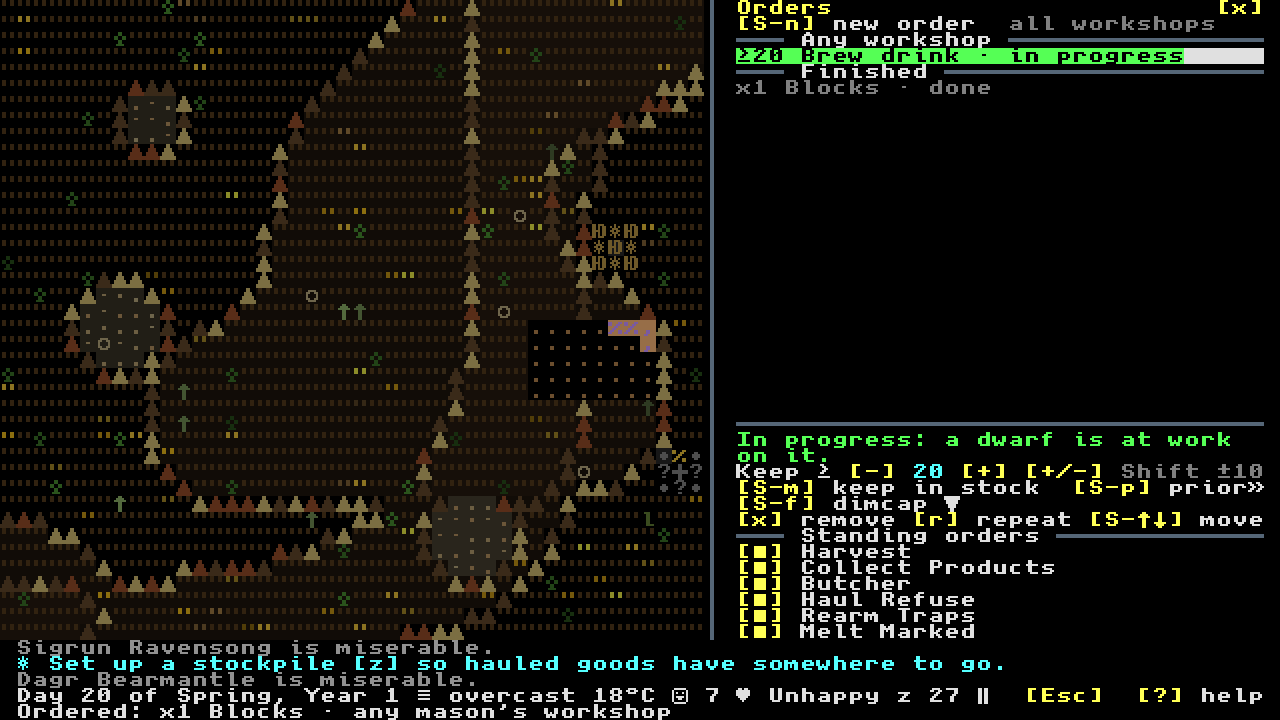 Orders [x]
[S-n] new order all workshops
Any workshop
≥20 Brew drink · in progress
Finished
x1 Blocks · done
In progress: a dwarf is at work
on it.
Keep ≥ [-] 20 [+] [+/-] Shift ±10
[S-m] keep in stock [S-p] prior»
[S-f] dimcap ▼
[x] remove [r] repeat [S-↑↓] move
Standing orders
[■] Harvest
[■] Collect Products
[■] Butcher
[■] Haul Refuse
[■] Rearm Traps
[■] Melt Marked
Sigrun Ravensong is miserable.
* Set up a stockpile [z] so hauled goods have somewhere to go.
Dagr Bearmantle is miserable.
Day 20 of Spring, Year 1 ≡ overcast 18°C ☺ 7 ♥ Unhappy z 27 ‖ [Esc] [?] help
Ordered: x1 Blocks · any mason's workshop